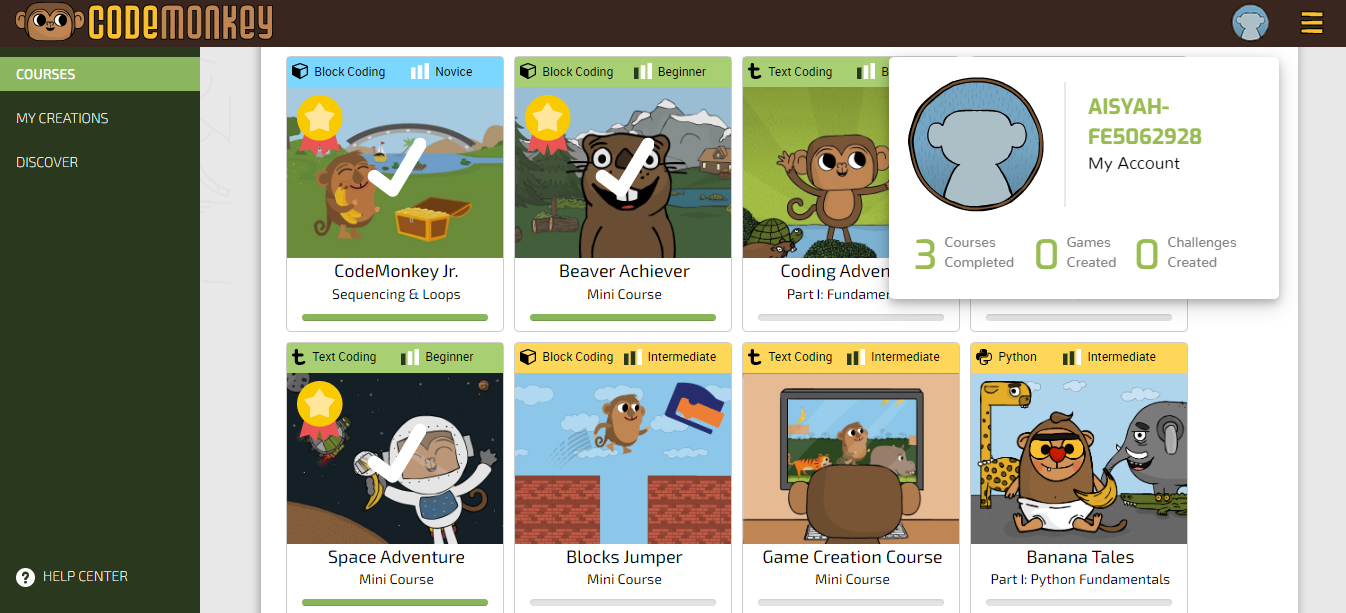 CODEMONKEY
COURSES
MY CREATIONS
DISCOVER
HELP CENTER
Block Coding Novice
CodeMonkey Jr.
Sequencing & Loops
Block Coding Beginner
Beaver Achiever
Mini Course
Text Coding B
Coding Adven
Part I: Fundamen
AISYAH-
FE5062928
My Account
3 Courses
Completed
0 Games
Created
0 Challenges
Created
Text Coding Beginner
Space Adventure
Mini Course
Block Coding Intermediate
Blocks Jumper
Mini Course
Text Coding Intermediate
Game Creation Course
Mini Course
Python Intermediate
Banana Tales
Part I: Python Fundamentals